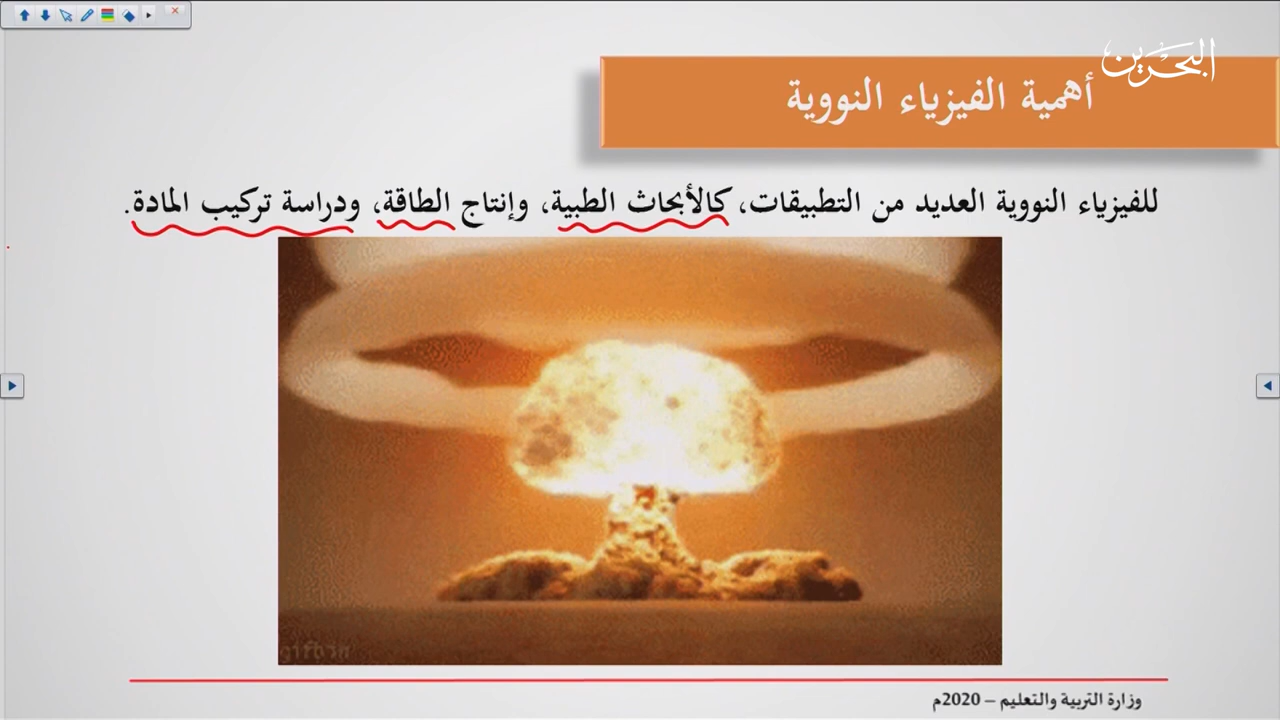 البحرين
أهمية الفيزياء النووية
للفيزياء النووية العديد من التطبيقات، كالأبحاث الطبية، وإنتاج الطاقة، ودراسة تركيب المادة.
وزارة التربية والتعليم – 2020م